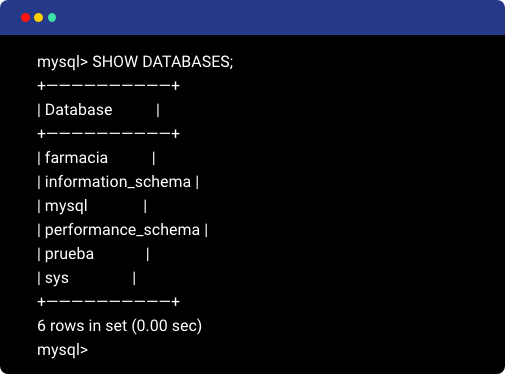 mysql> SHOW DATABASES;
+——————————+
| Database           |
+——————————+
| farmacia           |
| information_schema |
| mysql              |
| performance_schema |
| prueba             |
| sys                |
+——————————+
6 rows in set (0.00 sec)
mysql>